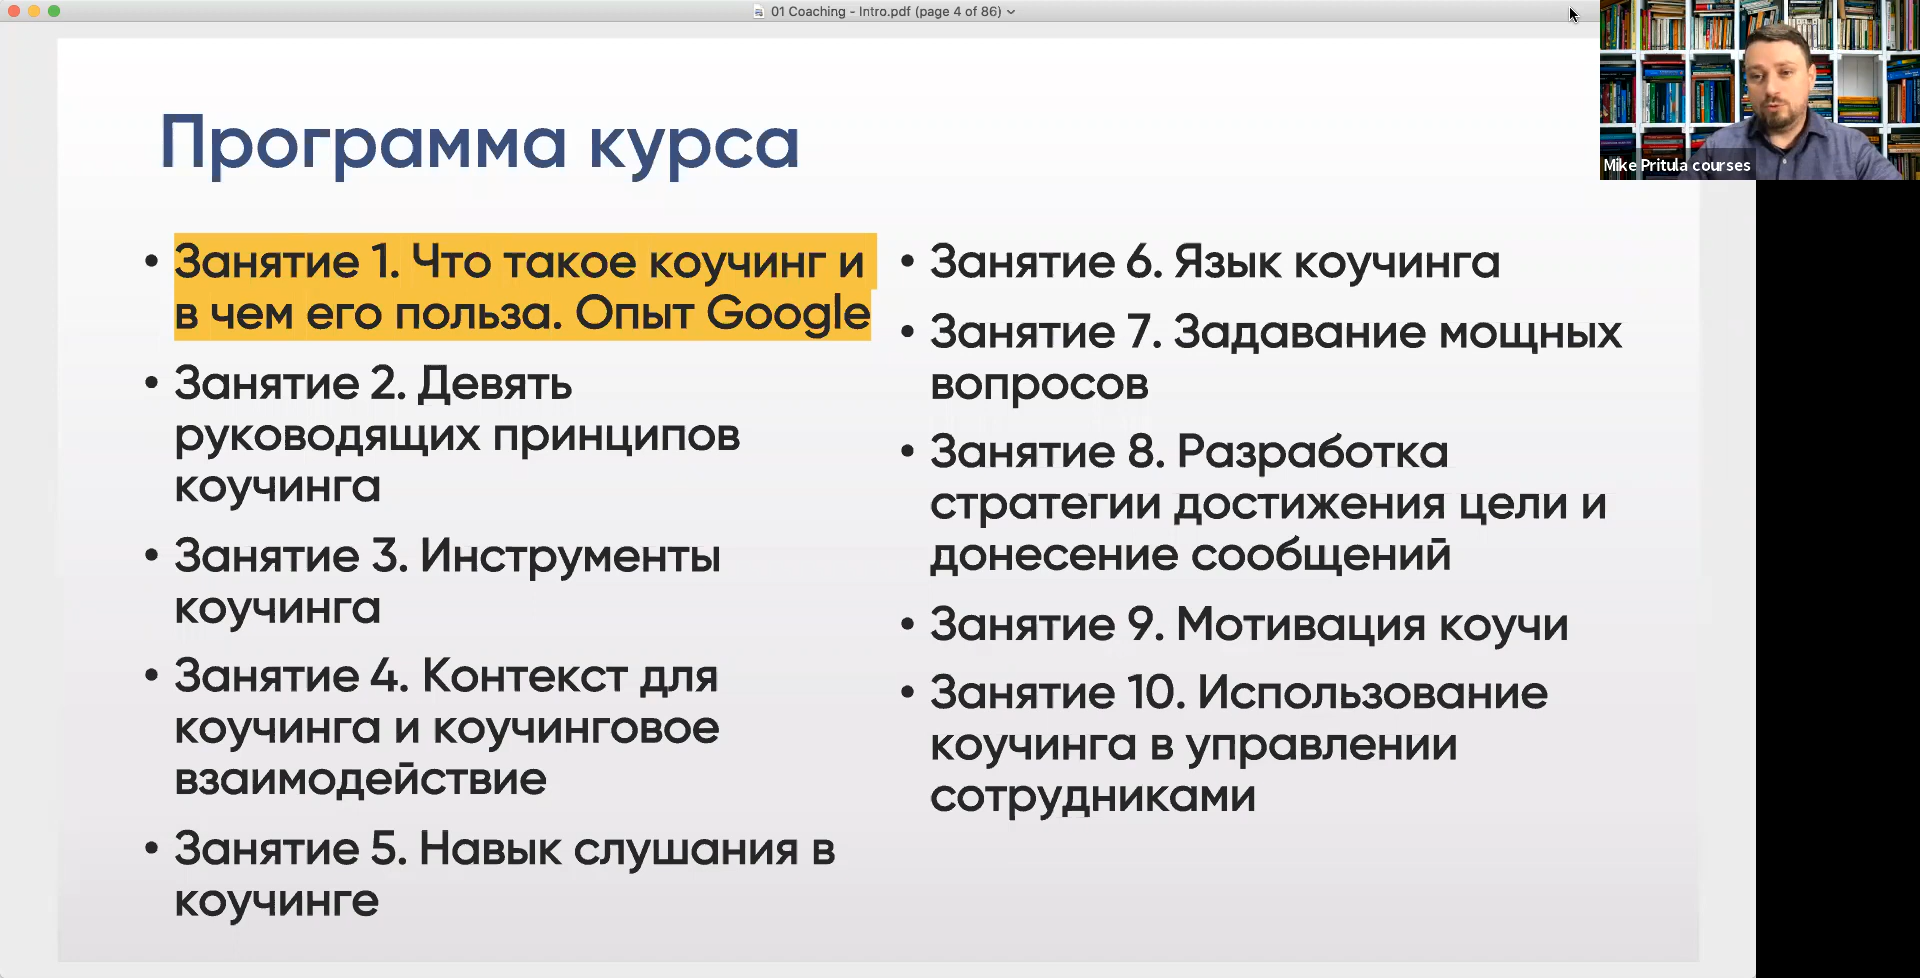 01 Coaching - Intro.pdf (page 4 of 86)
Mike Pritula courses
Программа курса
• Занятие 1. Что такое коучинг и
в чем его польза. Опыт Google
• Занятие 2. Девять
руководящих принципов
коучинга
• Занятие 3. Инструменты
коучинга
• Занятие 4. Контекст для
коучинга и коучинговое
взаимодействие
• Занятие 5. Навык слушания в
коучинге
• Занятие 6. Язык коучинга
• Занятие 7. Задавание мощных
вопросов
• Занятие 8. Разработка
стратегии достижения цели и
донесение сообщений
• Занятие 9. Мотивация коучи
• Занятие 10. Использование
коучинга в управлении
сотрудниками